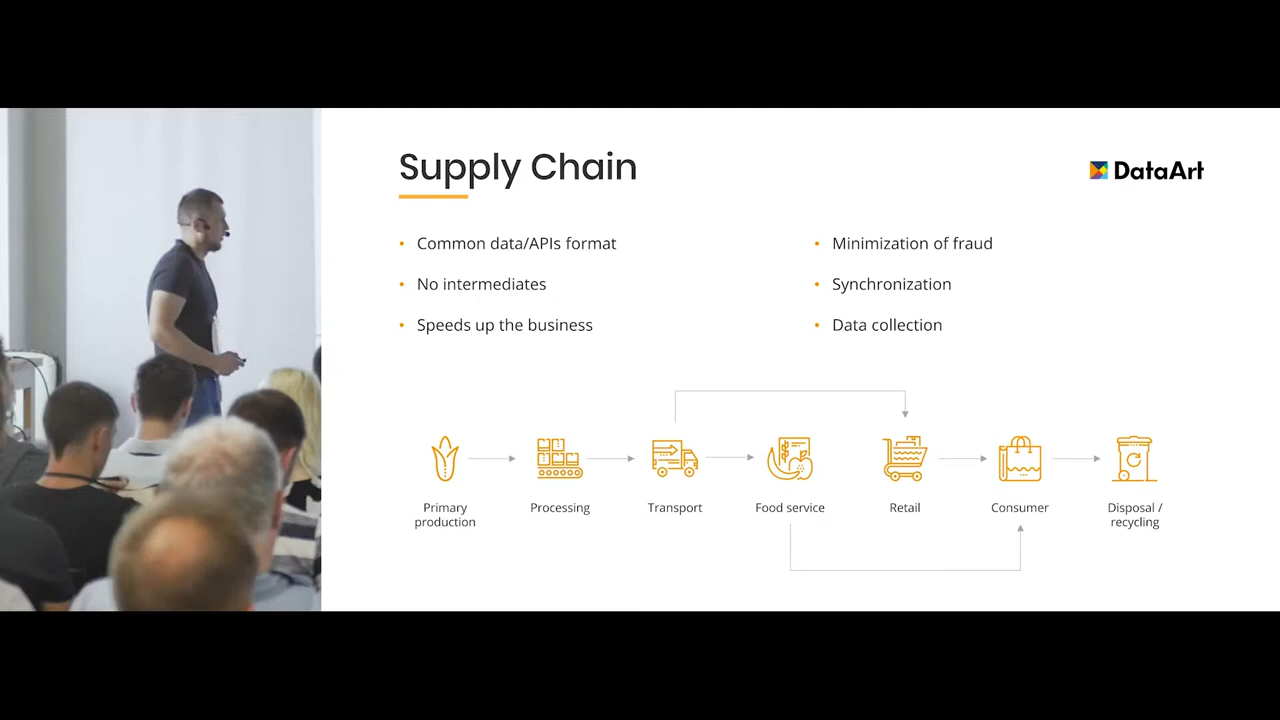 Supply Chain
DataArt
Common data/APIs format
No intermediates
Speeds up the business
Minimization of fraud
Synchronization
Data collection
Primary
production
Processing
Transport
Food service
Retail
Consumer
Disposal /
recycling